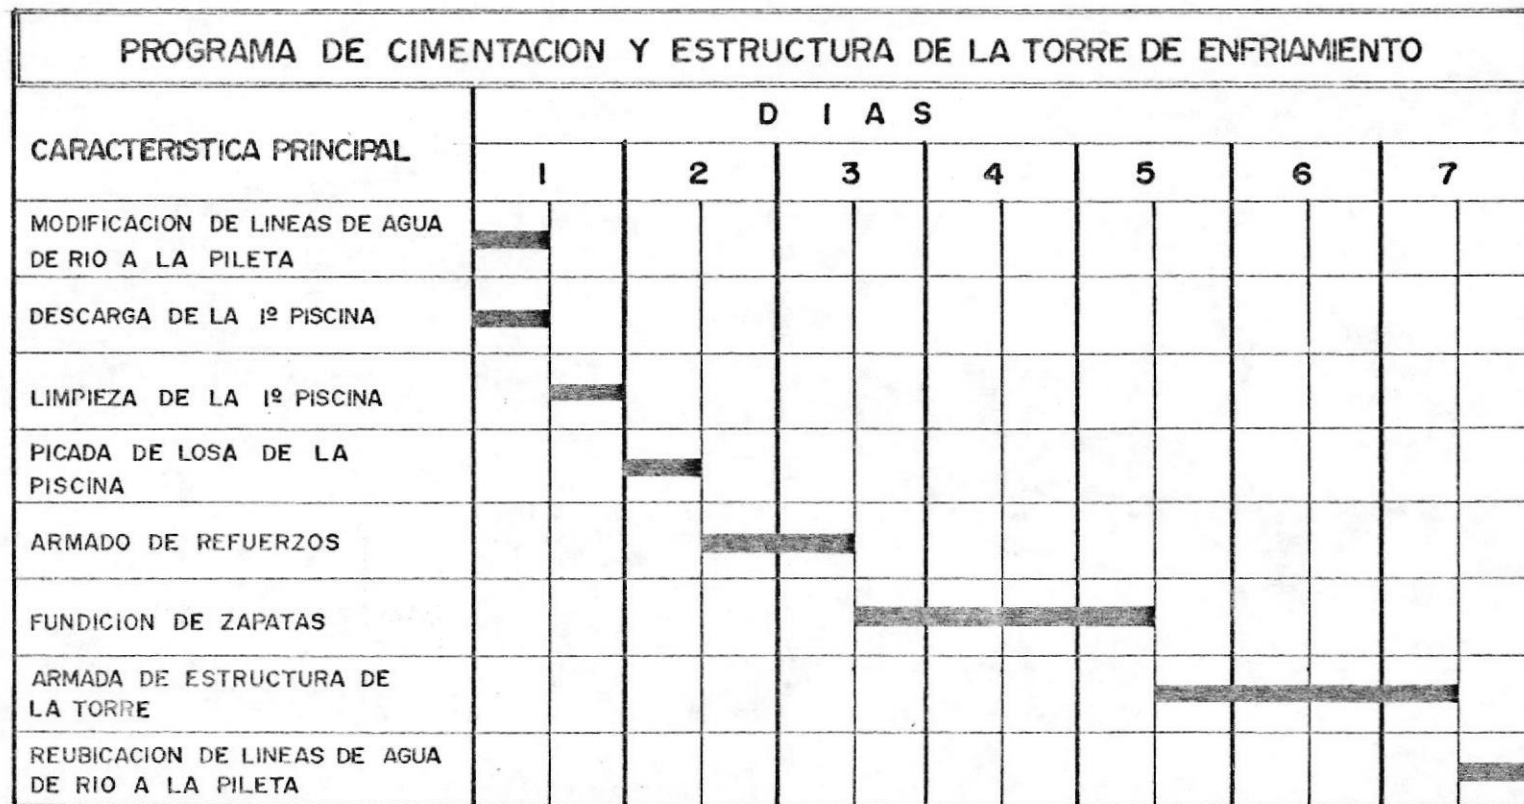 PROGRAMA DE CIMENTACION Y ESTRUCTURA DE LA TORRE DE ENFRIAMIENTO
CARACTERISTICA PRINCIPAL
D I A S
1 2 3 4 5 6 7
MODIFICACION DE LINEAS DE AGUA
DE RIO A LA PILETA
DESCARGA DE LA 1º PISCINA
LIMPIEZA DE LA 1º PISCINA
PICADA DE LOSA DE LA
PISCINA
ARMADO DE REFUERZOS
FUNDICION DE ZAPATAS
ARMADA DE ESTRUCTURA DE
LA TORRE
REUBICACION DE LINEAS DE AGUA
DE RIO A LA PILETA